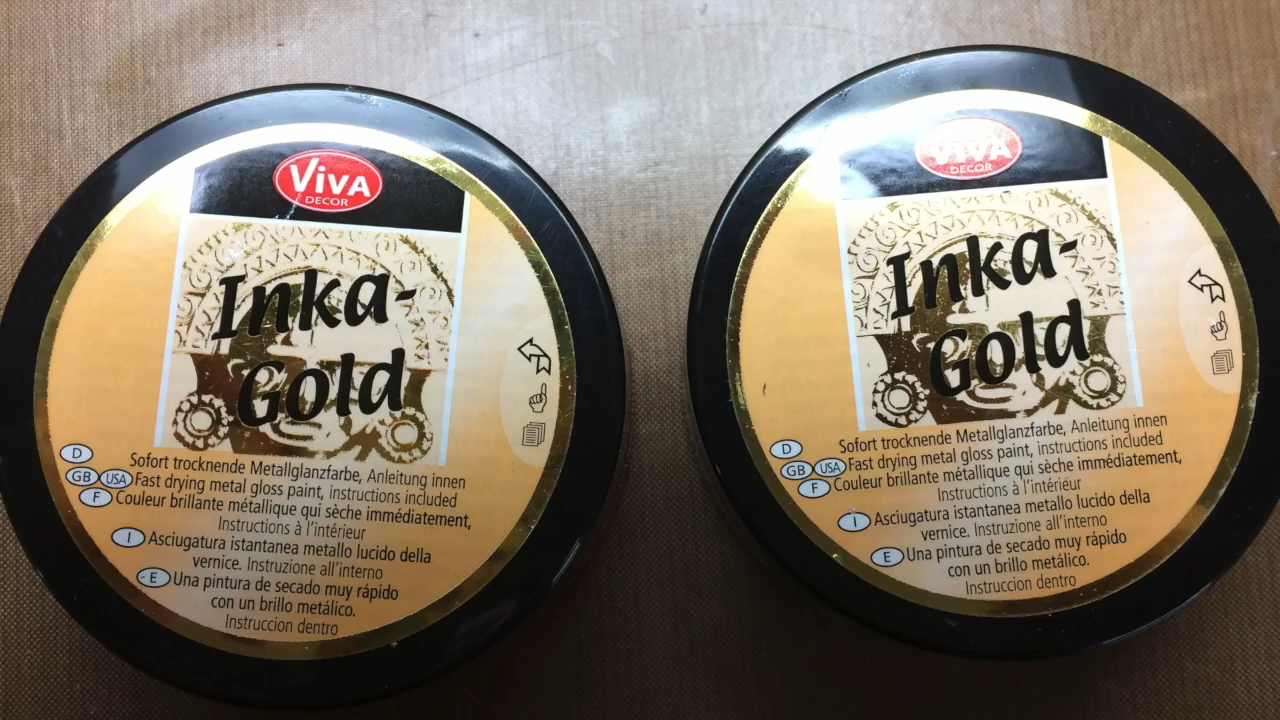 VIVA
DECOR
Inka-
Gold
D Sofort trocknende Metallglanzfarbe, Anleitung innen
GB USA Fast drying metal gloss paint, instructions included
F Couleur brillante métallique qui sèche immédiatement,
Instructions à l'intérieur
I Asciugatura istantanea metallo lucido della
vernice. Instruzione all'interno
E Una pintura de secado muy rápido
con un brillo metálico.
Instruccion dentro
VIVA
DECOR
Inka-
Gold
D Sofort trocknende Metallglanzfarbe, Anleitung innen
GB USA Fast drying metal gloss paint, instructions included
F Couleur brillante métallique qui sèche immédiatement,
Instructions à l'intérieur
I Asciugatura istantanea metallo lucido della
vernice. Instruzione all'interno
E Una pintura de secado muy rápido
con un brillo metálico.
Instruccion dentro